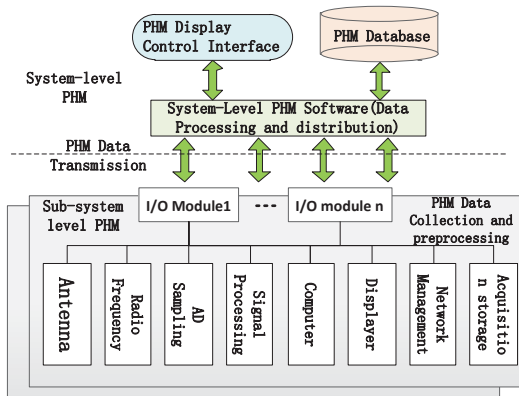 PHM Display
Control Interface
PHM Database
System-level
PHM
System-Level PHM Software(Data
Processing and distribution)
PHM Data
Transmission
Sub-system
level PHM
I/O Module1
---
I/O module n
PHM Data
Collection and
preprocessing
Antenna
Radio
Frequency
AD
Sampling
Signal
Processing
Computer
Displayer
Network
Management
Acquisitio
n storage